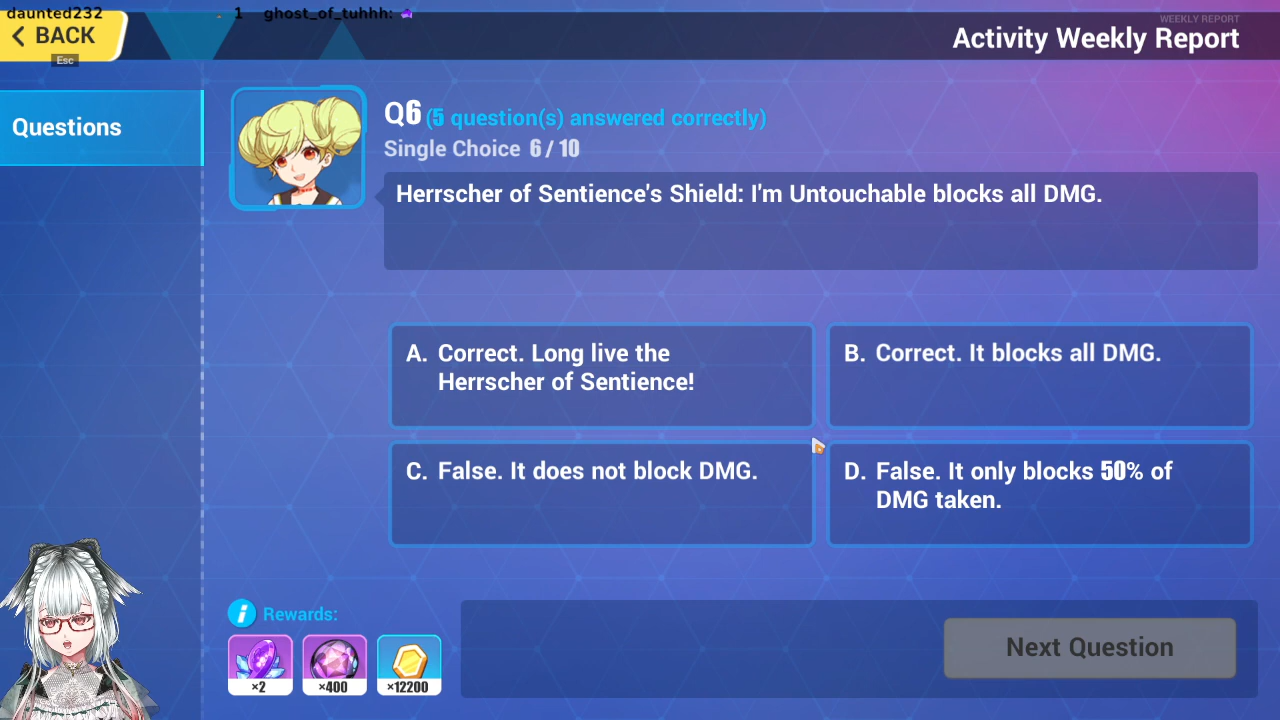 daunted232
1 ghost_of_tuhhh:
BACK
Esc
WEEKLY REPORT
Activity Weekly Report
Questions
Q6 (5 question(s) answered correctly)
Single Choice 6 / 10
Herrscher of Sentience's Shield: I'm Untouchable blocks all DMG.
A. Correct. Long live the
Herrscher of Sentience!
B. Correct. It blocks all DMG.
C. False. It does not block DMG.
D. False. It only blocks 50% of
DMG taken.
i Rewards:
×2
×400
×12200
Next Question